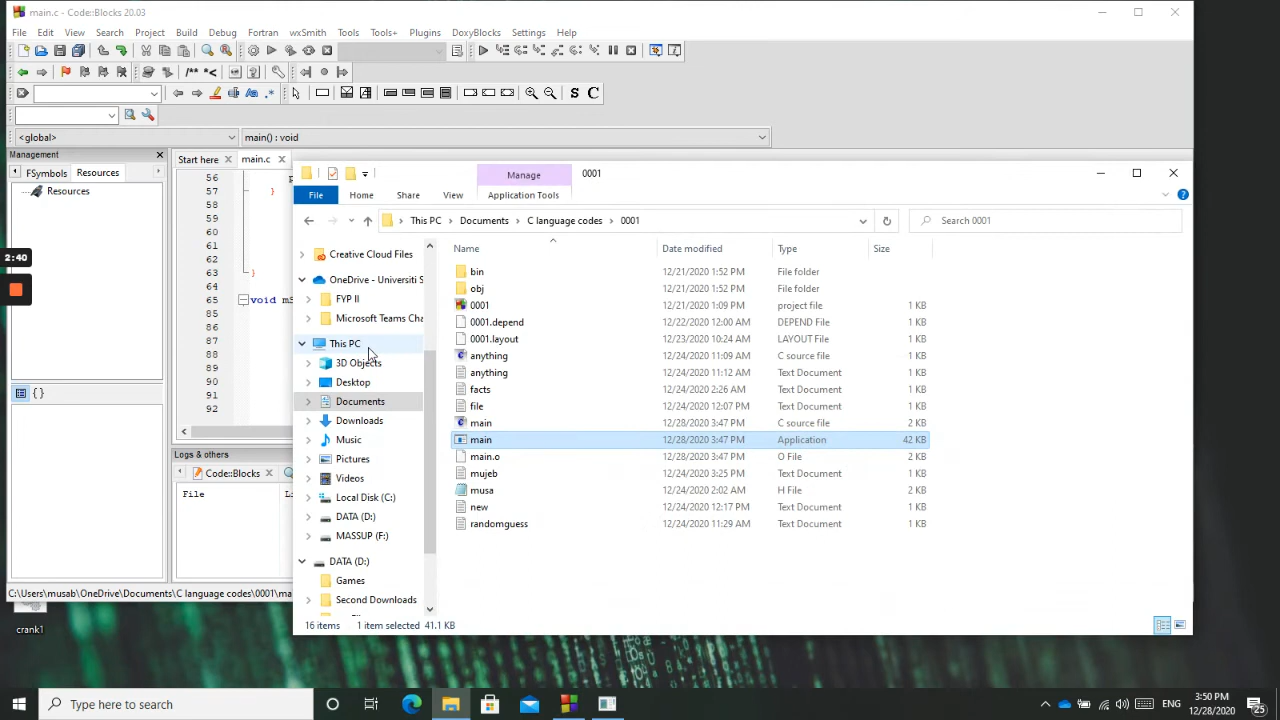 main.c - Code::Blocks 20.03
File Edit View Search Project Build Debug Fortran wxSmith Tools Tools+ Plugins DoxyBlocks Settings Help
/** *<
.*
S C
<global> main() : void
Management
Start here main.c
FSymbols Resources
Resources
56
57 }
58
59
60
61
62
63 }
64
65 void mS
86
87
88
89
90
91
92
{}
Logs & others
Code::Blocks
File Li
C:\Users\musab\OneDrive\Documents\C language codes\0001\ma
2:40
Manage 0001
File Home Share View Application Tools
This PC Documents C language codes 0001 Search 0001
Creative Cloud Files
OneDrive - Universiti S
FYP II
Microsoft Teams Cha
This PC
3D Objects
Desktop
Documents
Downloads
Music
Pictures
Videos
Local Disk (C:)
DATA (D:)
MASSUP (F:)
DATA (D:)
Games
Second Downloads
Name Date modified Type Size
bin 12/21/2020 1:52 PM File folder
obj 12/21/2020 1:52 PM File folder
0001 12/21/2020 1:09 PM project file 1 KB
0001.depend 12/22/2020 12:00 AM DEPEND File 1 KB
0001.layout 12/23/2020 10:24 AM LAYOUT File 1 KB
anything 12/24/2020 11:09 AM C source file 1 KB
anything 12/24/2020 11:12 AM Text Document 1 KB
facts 12/24/2020 2:26 AM Text Document 1 KB
file 12/24/2020 12:07 PM Text Document 1 KB
main 12/28/2020 3:47 PM C source file 2 KB
main 12/28/2020 3:47 PM Application 42 KB
main.o 12/28/2020 3:47 PM O File 2 KB
mujeb 12/24/2020 3:25 PM Text Document 1 KB
musa 12/24/2020 2:02 AM H File 2 KB
new 12/24/2020 12:17 PM Text Document 1 KB
randomguess 12/24/2020 11:29 AM Text Document 1 KB
16 items 1 item selected 41.1 KB
crank1
Type here to search
ENG
3:50 PM
12/28/2020
25